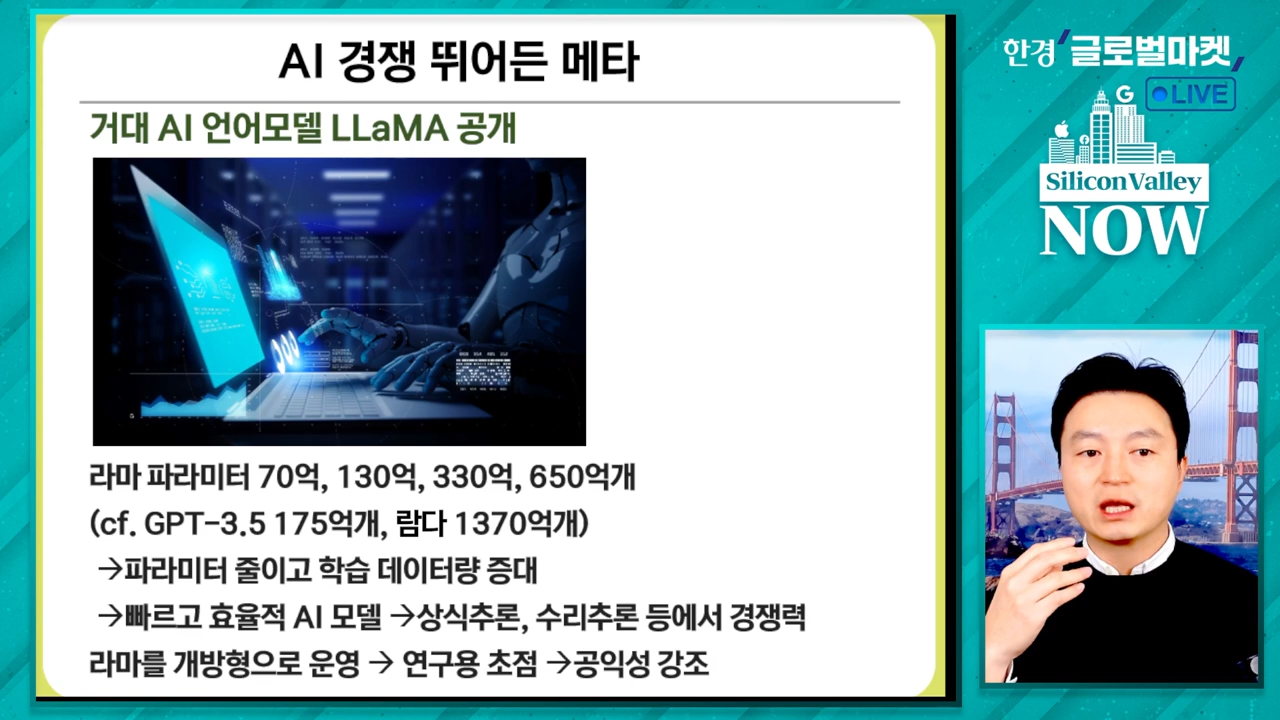 AI 경쟁 뛰어든 메타
거대 AI 언어모델 LLaMA 공개
라마 파라미터 70억, 130억, 330억, 650억개
(cf. GPT-3.5 175억개, 람다 1370억개)
→파라미터 줄이고 학습 데이터량 증대
→빠르고 효율적 AI 모델 →상식추론, 수리추론 등에서 경쟁력
라마를 개방형으로 운영 → 연구용 초점 →공익성 강조
한경 '글로벌마켓,
LIVE
G
SiliconValley
NOW